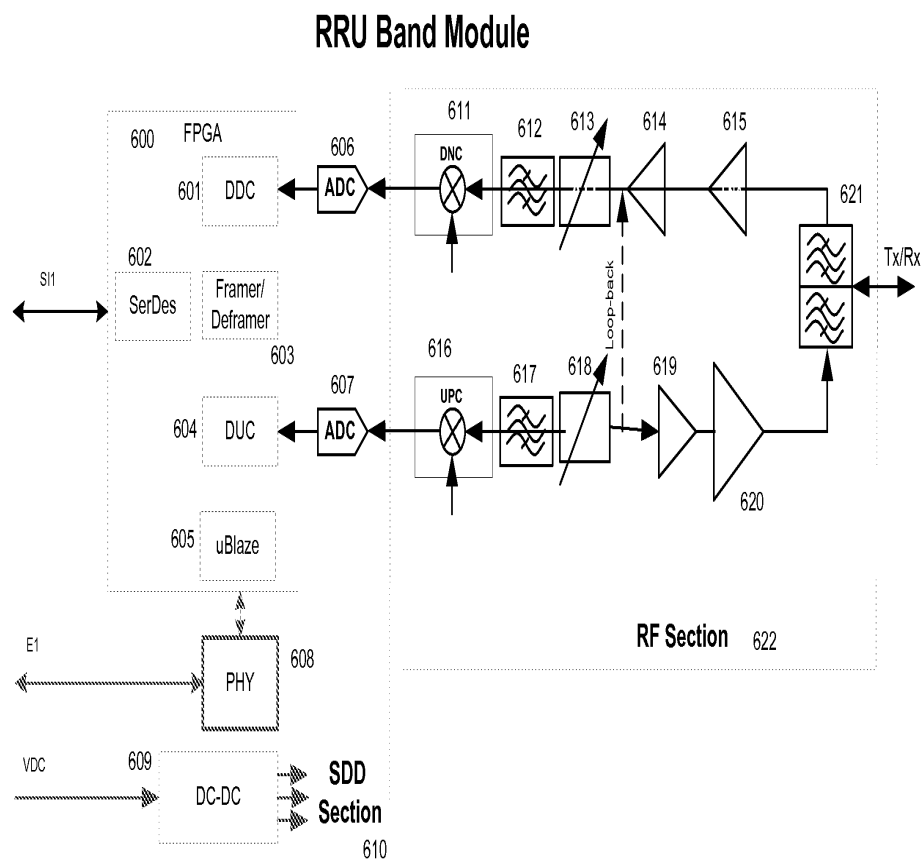 RRU Band Module
600
FPGA
601
DDC
606
ADC
611
DNC
612
613
614
615
621
Tx/Rx
602
SerDes
SI1
Framer/
Deframer
603
Loop-back
604
DUC
607
ADC
616
UPC
617
618
619
620
605
uBlaze
E1
PHY
608
RF Section
622
VDC
609
DC-DC
SDD
Section
610